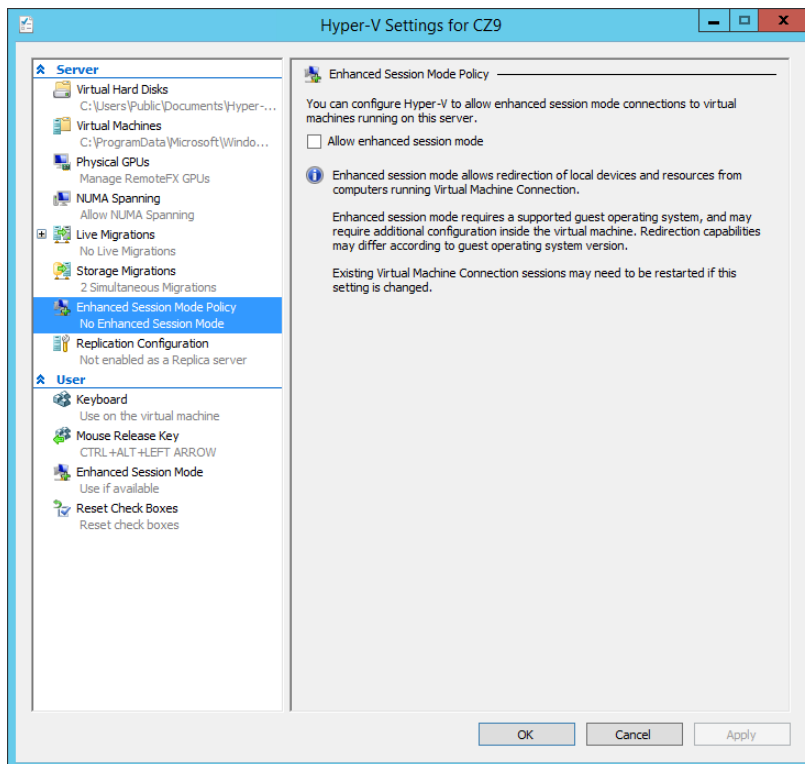 Hyper-V Settings for CZ9
Server
Virtual Hard Disks
C:\Users\Public\Documents\Hyper-...
Virtual Machines
C:\ProgramData\Microsoft\Windo...
Physical GPUs
Manage RemoteFX GPUs
NUMA Spanning
Allow NUMA Spanning
Live Migrations
No Live Migrations
Storage Migrations
2 Simultaneous Migrations
Enhanced Session Mode Policy
No Enhanced Session Mode
Replication Configuration
Not enabled as a Replica server
User
Keyboard
Use on the virtual machine
Mouse Release Key
CTRL+ALT+LEFT ARROW
Enhanced Session Mode
Use if available
Reset Check Boxes
Reset check boxes
Enhanced Session Mode Policy
You can configure Hyper-V to allow enhanced session mode connections to virtual
machines running on this server.
Allow enhanced session mode
Enhanced session mode allows redirection of local devices and resources from
computers running Virtual Machine Connection.
Enhanced session mode requires a supported guest operating system, and may
require additional configuration inside the virtual machine. Redirection capabilities
may differ according to guest operating system version.
Existing Virtual Machine Connection sessions may need to be restarted if this
setting is changed.
OK
Cancel
Apply